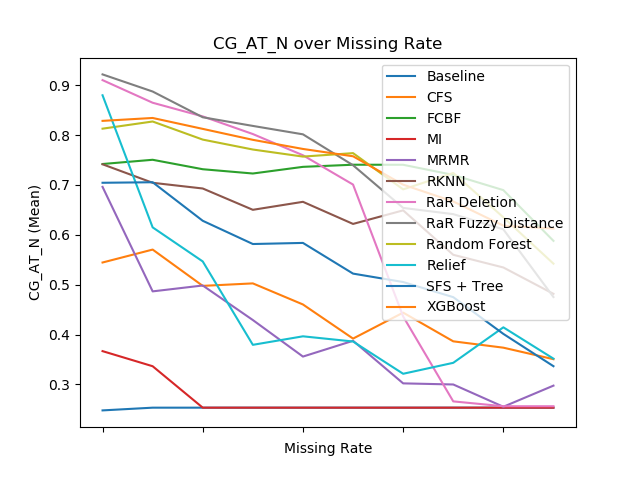 CG_AT_N over Missing Rate
CG_AT_N (Mean)
0.9
0.8
0.7
0.6
0.5
0.4
0.3
Baseline
CFS
FCBF
MI
MRMR
RKNN
RaR Deletion
RaR Fuzzy Distance
Random Forest
Relief
SFS + Tree
XGBoost
Missing Rate